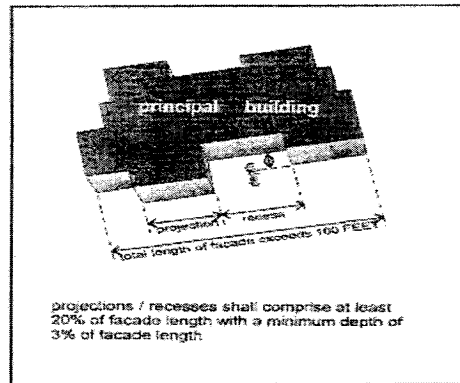 principal building
projection
recess
total length of facade exceeds 100 FEET
projections / recesses shall comprise at least
20% of facade length with a minimum depth of
3% of facade length